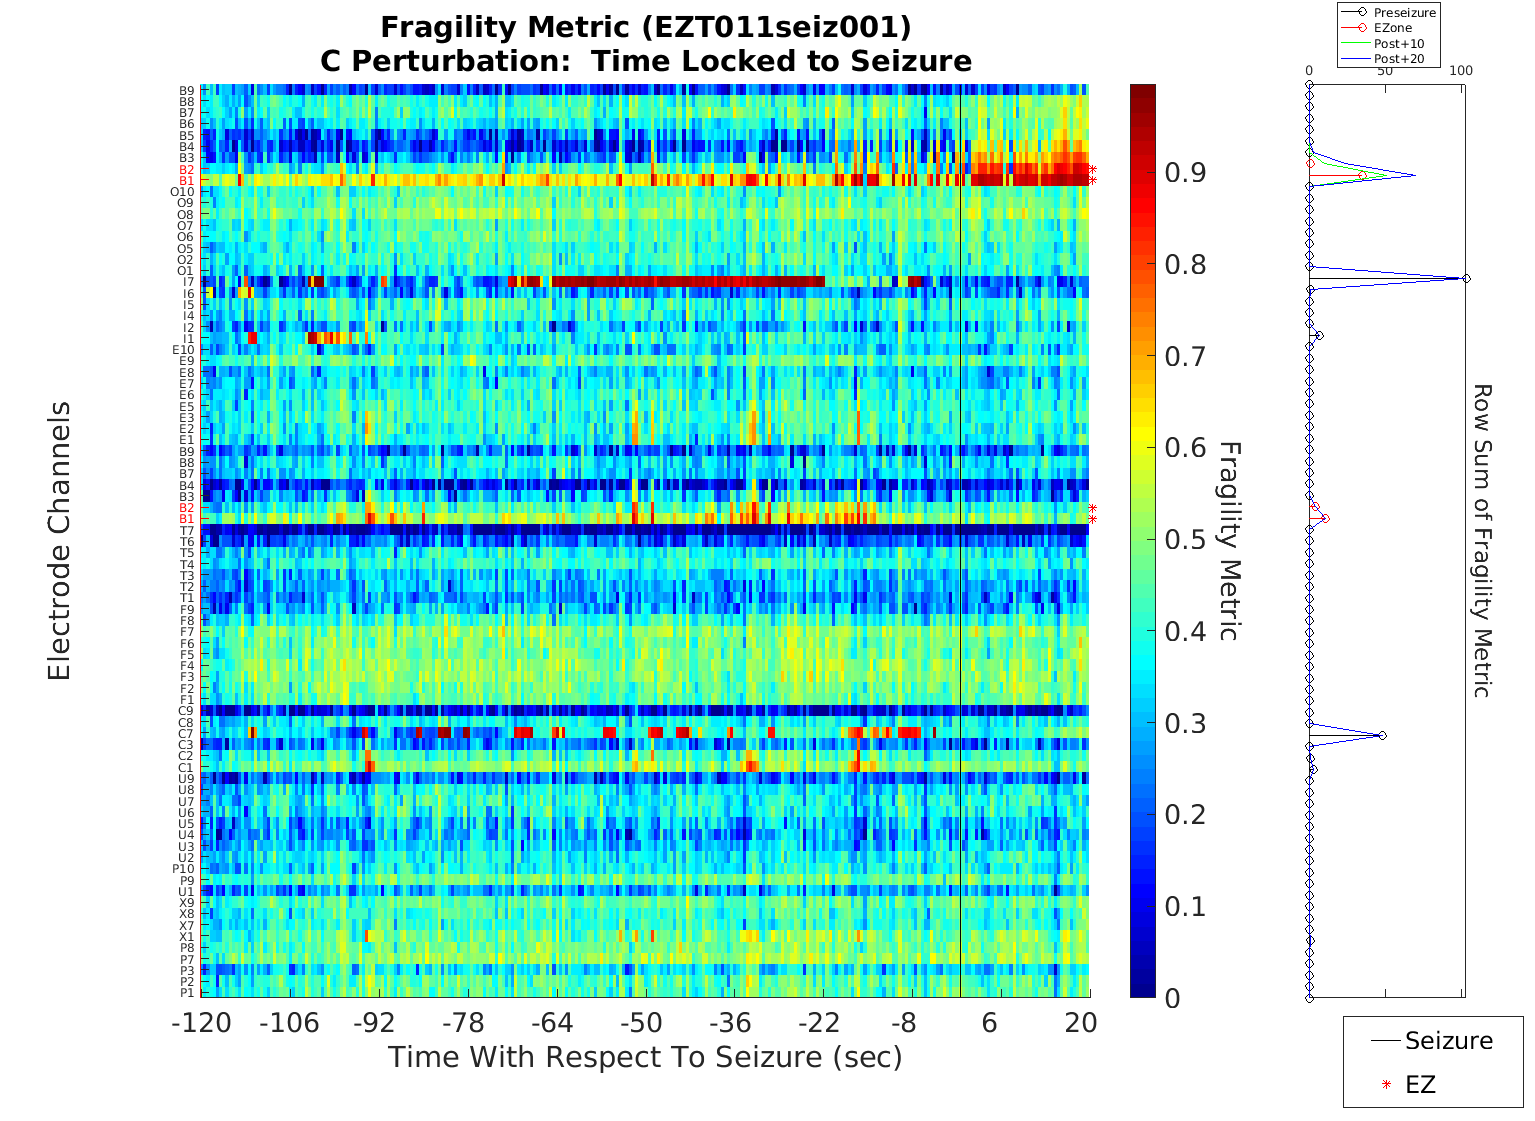 Fragility Metric (EZT011seiz001)
C Perturbation:  Time Locked to Seizure
Preseizure
EZone
Post+10
Post+20
0 50 100
B9
B8
B7
B6
B5
B4
B3
B2
B1
O10
O9
O8
O7
O6
O5
O2
O1
I7
I6
I5
I4
I2
I1
E10
E9
E8
E7
E6
E5
E3
E2
E1
B9
B8
B7
B4
B3
B2
B1
T7
T6
T5
T4
T3
T2
T1
F9
F8
F7
F6
F5
F4
F3
F2
F1
C9
C8
C7
C3
C2
C1
U9
U8
U7
U6
U5
U4
U3
U2
P10
P9
U1
X9
X8
X7
X1
P8
P7
P3
P2
P1
Electrode Channels
-120 -106 -92 -78 -64 -50 -36 -22 -8 6 20
Time With Respect To Seizure (sec)
0.9
0.8
0.7
0.6
0.5
0.4
0.3
0.2
0.1
0
Fragility Metric
Row Sum of Fragility Metric
Seizure
EZ